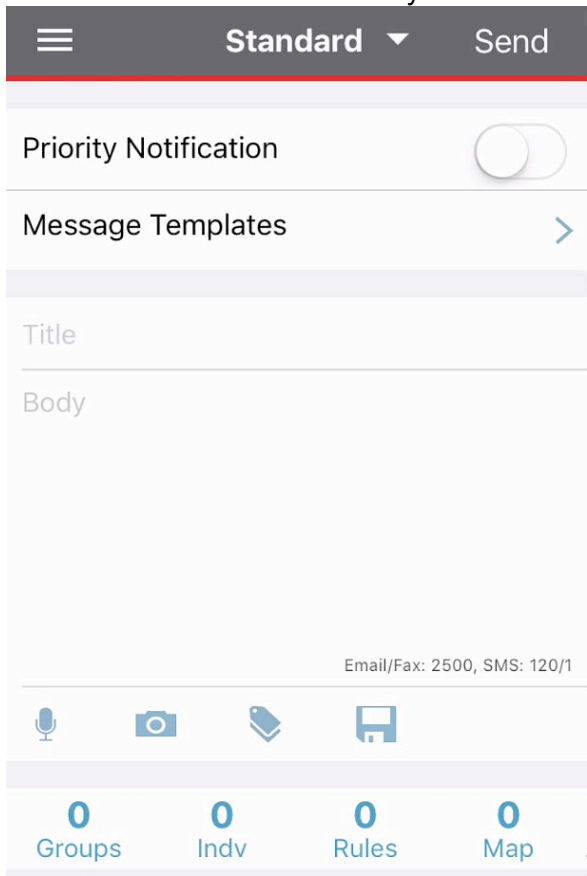 Standard Send
Priority Notification
Message Templates
Title
Body
Email/Fax: 2500, SMS: 120/1
0 0 0 0
Groups Indv Rules Map